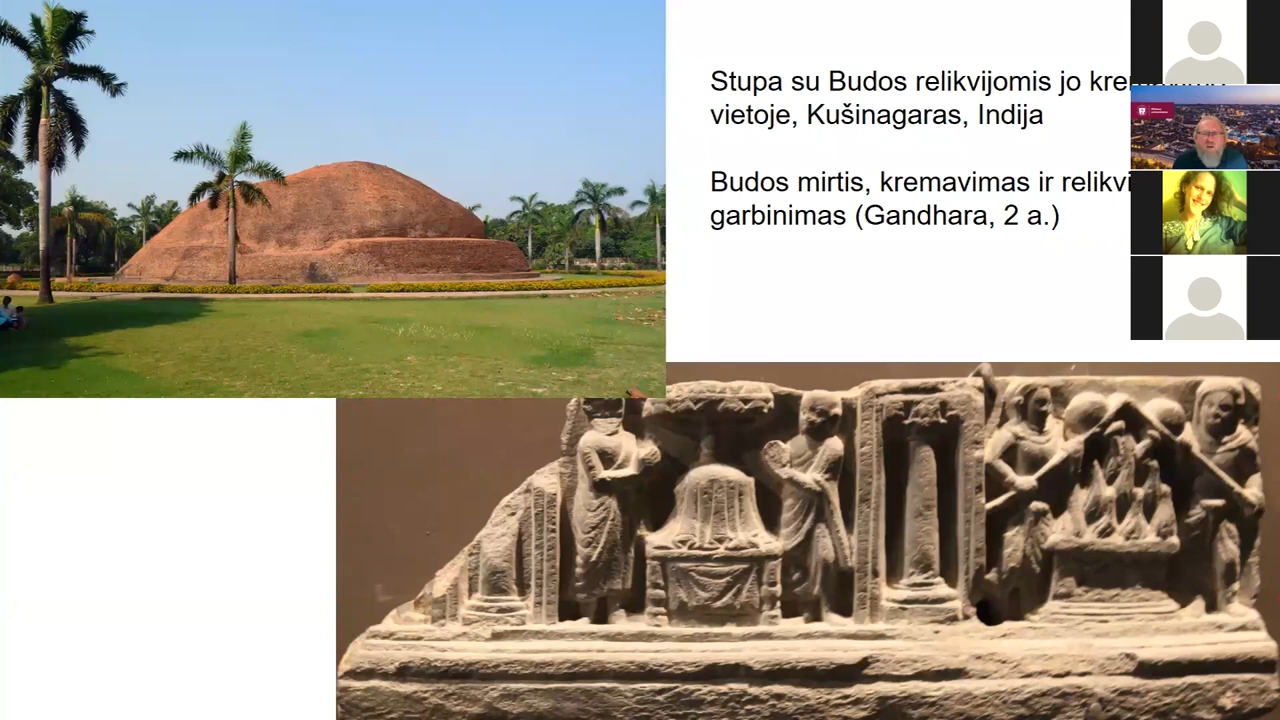 Stupa su Budos relikvijomis jo
vietoje, Kušinagaras, Indija
Budos mirtis, kremavimas ir
garbinimas (Gandhara, 2 a.)